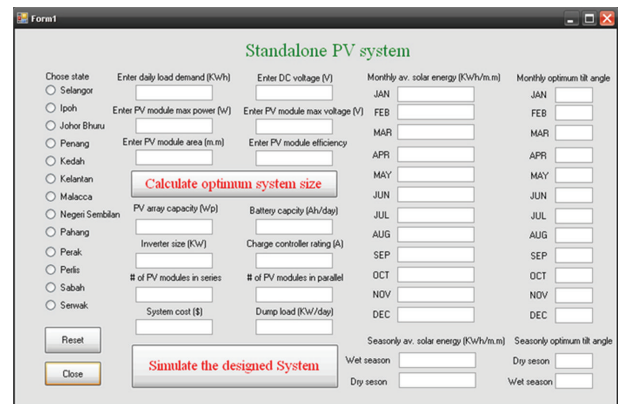 Form1
Standalone PV system
Chose state
Selangor
Ipoh
Johor Bhuru
Penang
Kedah
Kelantan
Malacca
Negeri Sembilan
Pahang
Perak
Perlis
Sabah
Serwak
Reset
Close
Enter daily load demand (KWh)
Enter DC voltage (V)
Enter PV module max power (W)
Enter PV module max voltage (V)
Enter PV module area (m.m)
Enter PV module efficiency
Calculate optimum system size
PV array capacity (Wp)
Battery capcity (Ah/day)
Inverter size (KW)
Charge controller rating (A)
# of PV modules in series
# of PV modules in parallel
System cost ($)
Dump load (KW/day)
Simulate the designed System
Monthly av. solar energy (KWh/m.m)
JAN
FEB
MAR
APR
MAY
JUN
JUL
AUG
SEP
OCT
NOV
DEC
Monthly optimum tilt angle
JAN
FEB
MAR
APR
MAY
JUN
JUL
AUG
SEP
OCT
NOV
DEC
Seasonly av. solar energy (KWh/m.m)
Wet season
Dry seson
Seasonly optimum tilt angle
Dry seson
Wet season